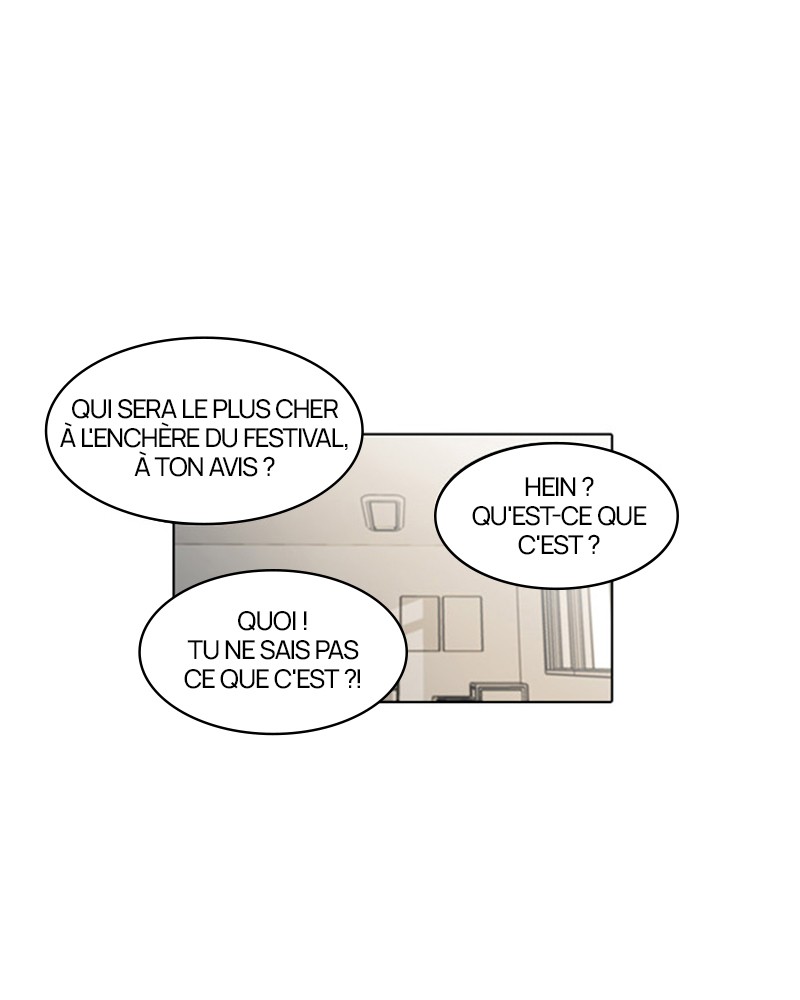 QUI SERA LE PLUS CHER
À L'ENCHÈRE DU FESTIVAL,
À TON AVIS ?
HEIN ?
QU'EST-CE QUE
C'EST ?
QUOI !
TU NE SAIS PAS
CE QUE C'EST ?!